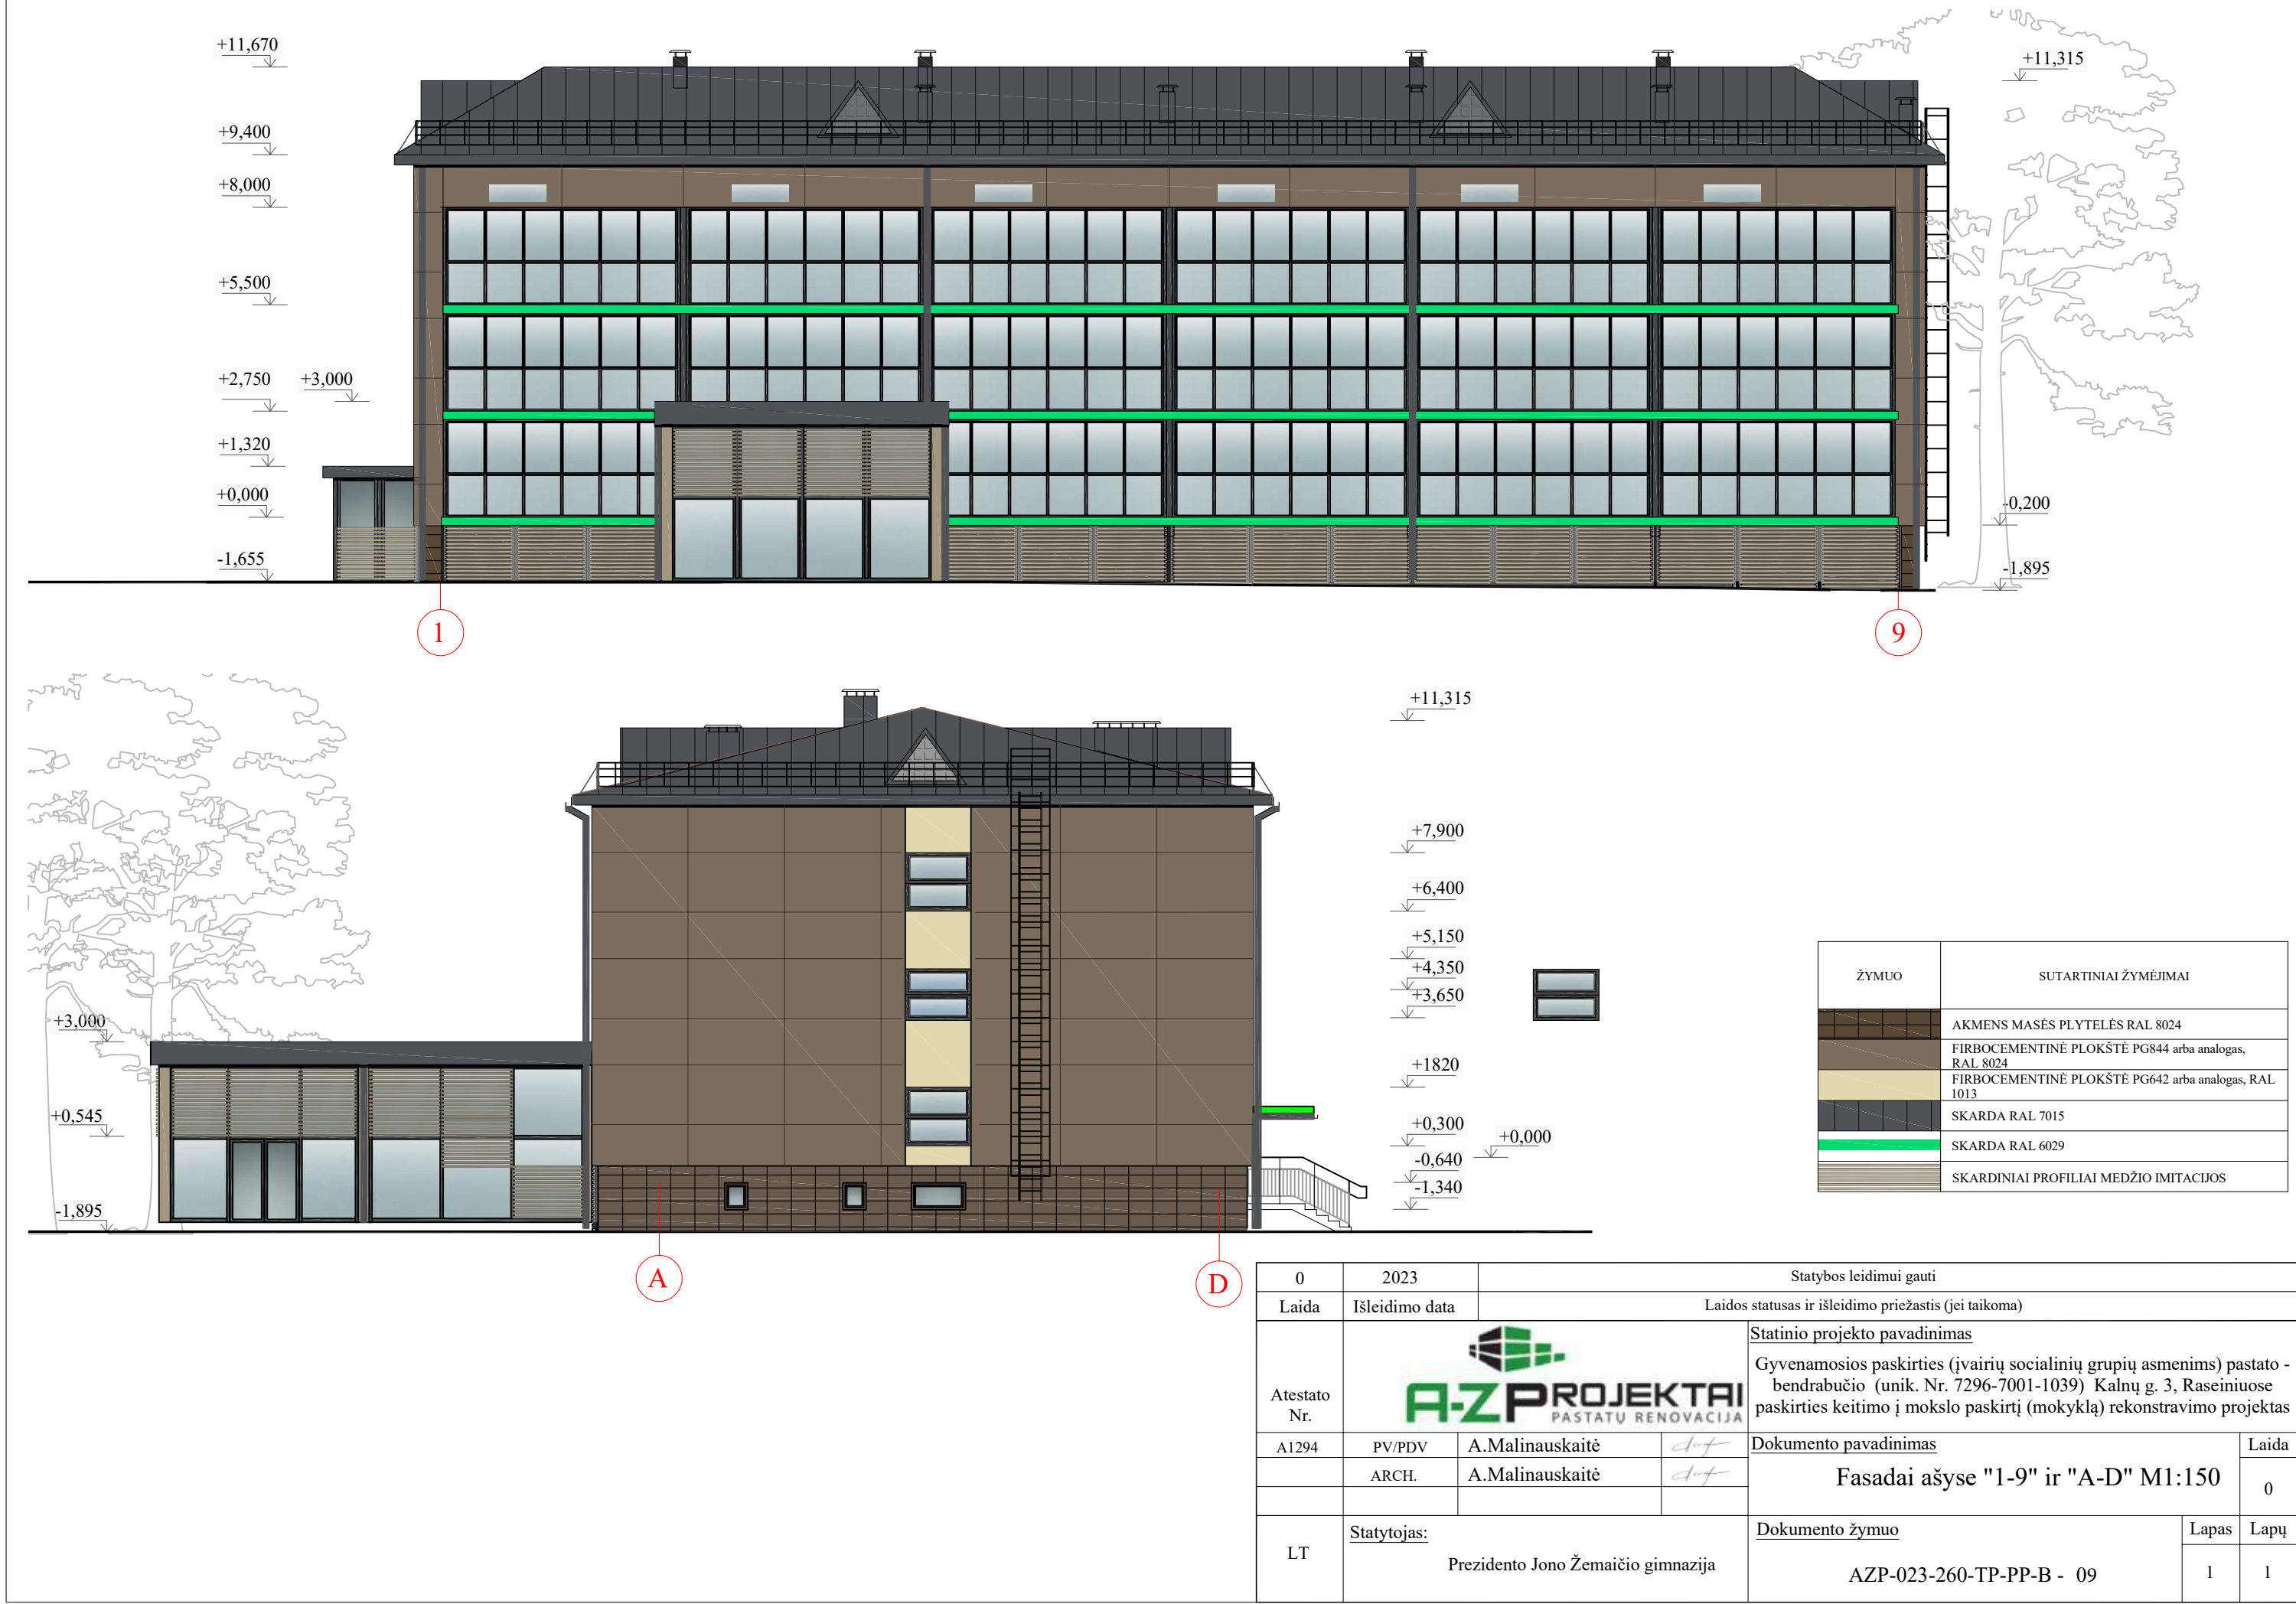 +11,670
+11,315
+9,400
+8,000
+5,500
+2,750 +3,000
+1,320
+0,000
-0,200
-1,655
-1,895
1
9
+11,315
+7,900
+6,400
+5,150
+4,350
+3,650
+3,000
+1820
+0,545
+0,300
+0,000
-0,640
-1,340
-1,895
A
D
ŽYMUO SUTARTINIAI ŽYMĖJIMAI
AKMENS MASĖS PLYTELĖS RAL 8024
FIRBOCEMENTINĖ PLOKŠTĖ PG844 arba analogas,
RAL 8024
FIRBOCEMENTINĖ PLOKŠTĖ PG642 arba analogas, RAL
1013
SKARDA RAL 7015
SKARDA RAL 6029
SKARDINIAI PROFILIAI MEDŽIO IMITACIJOS
0 2023 Statybos leidimui gauti
Laida Išleidimo data Laidos statusas ir išleidimo priežastis (jei taikoma)
Atestato
Nr.
A-Z PROJEKTAI
PASTATŲ RENOVACIJA
Statinio projekto pavadinimas
Gyvenamosios paskirties (įvairių socialinių grupių asmenims) pastato -
bendrabučio (unik. Nr. 7296-7001-1039) Kalnų g. 3, Raseiniuose
paskirties keitimo į mokslo paskirtį (mokyklą) rekonstravimo projektas
A1294 PV/PDV A.Malinauskaitė
ARCH. A.Malinauskaitė
Dokumento pavadinimas
Fasadai ašyse "1-9" ir "A-D" M1:150
Laida
0
LT
Statytojas:
Prezidento Jono Žemaičio gimnazija
Dokumento žymuo
AZP-023-260-TP-PP-B - 09
Lapas Lapų
1 1